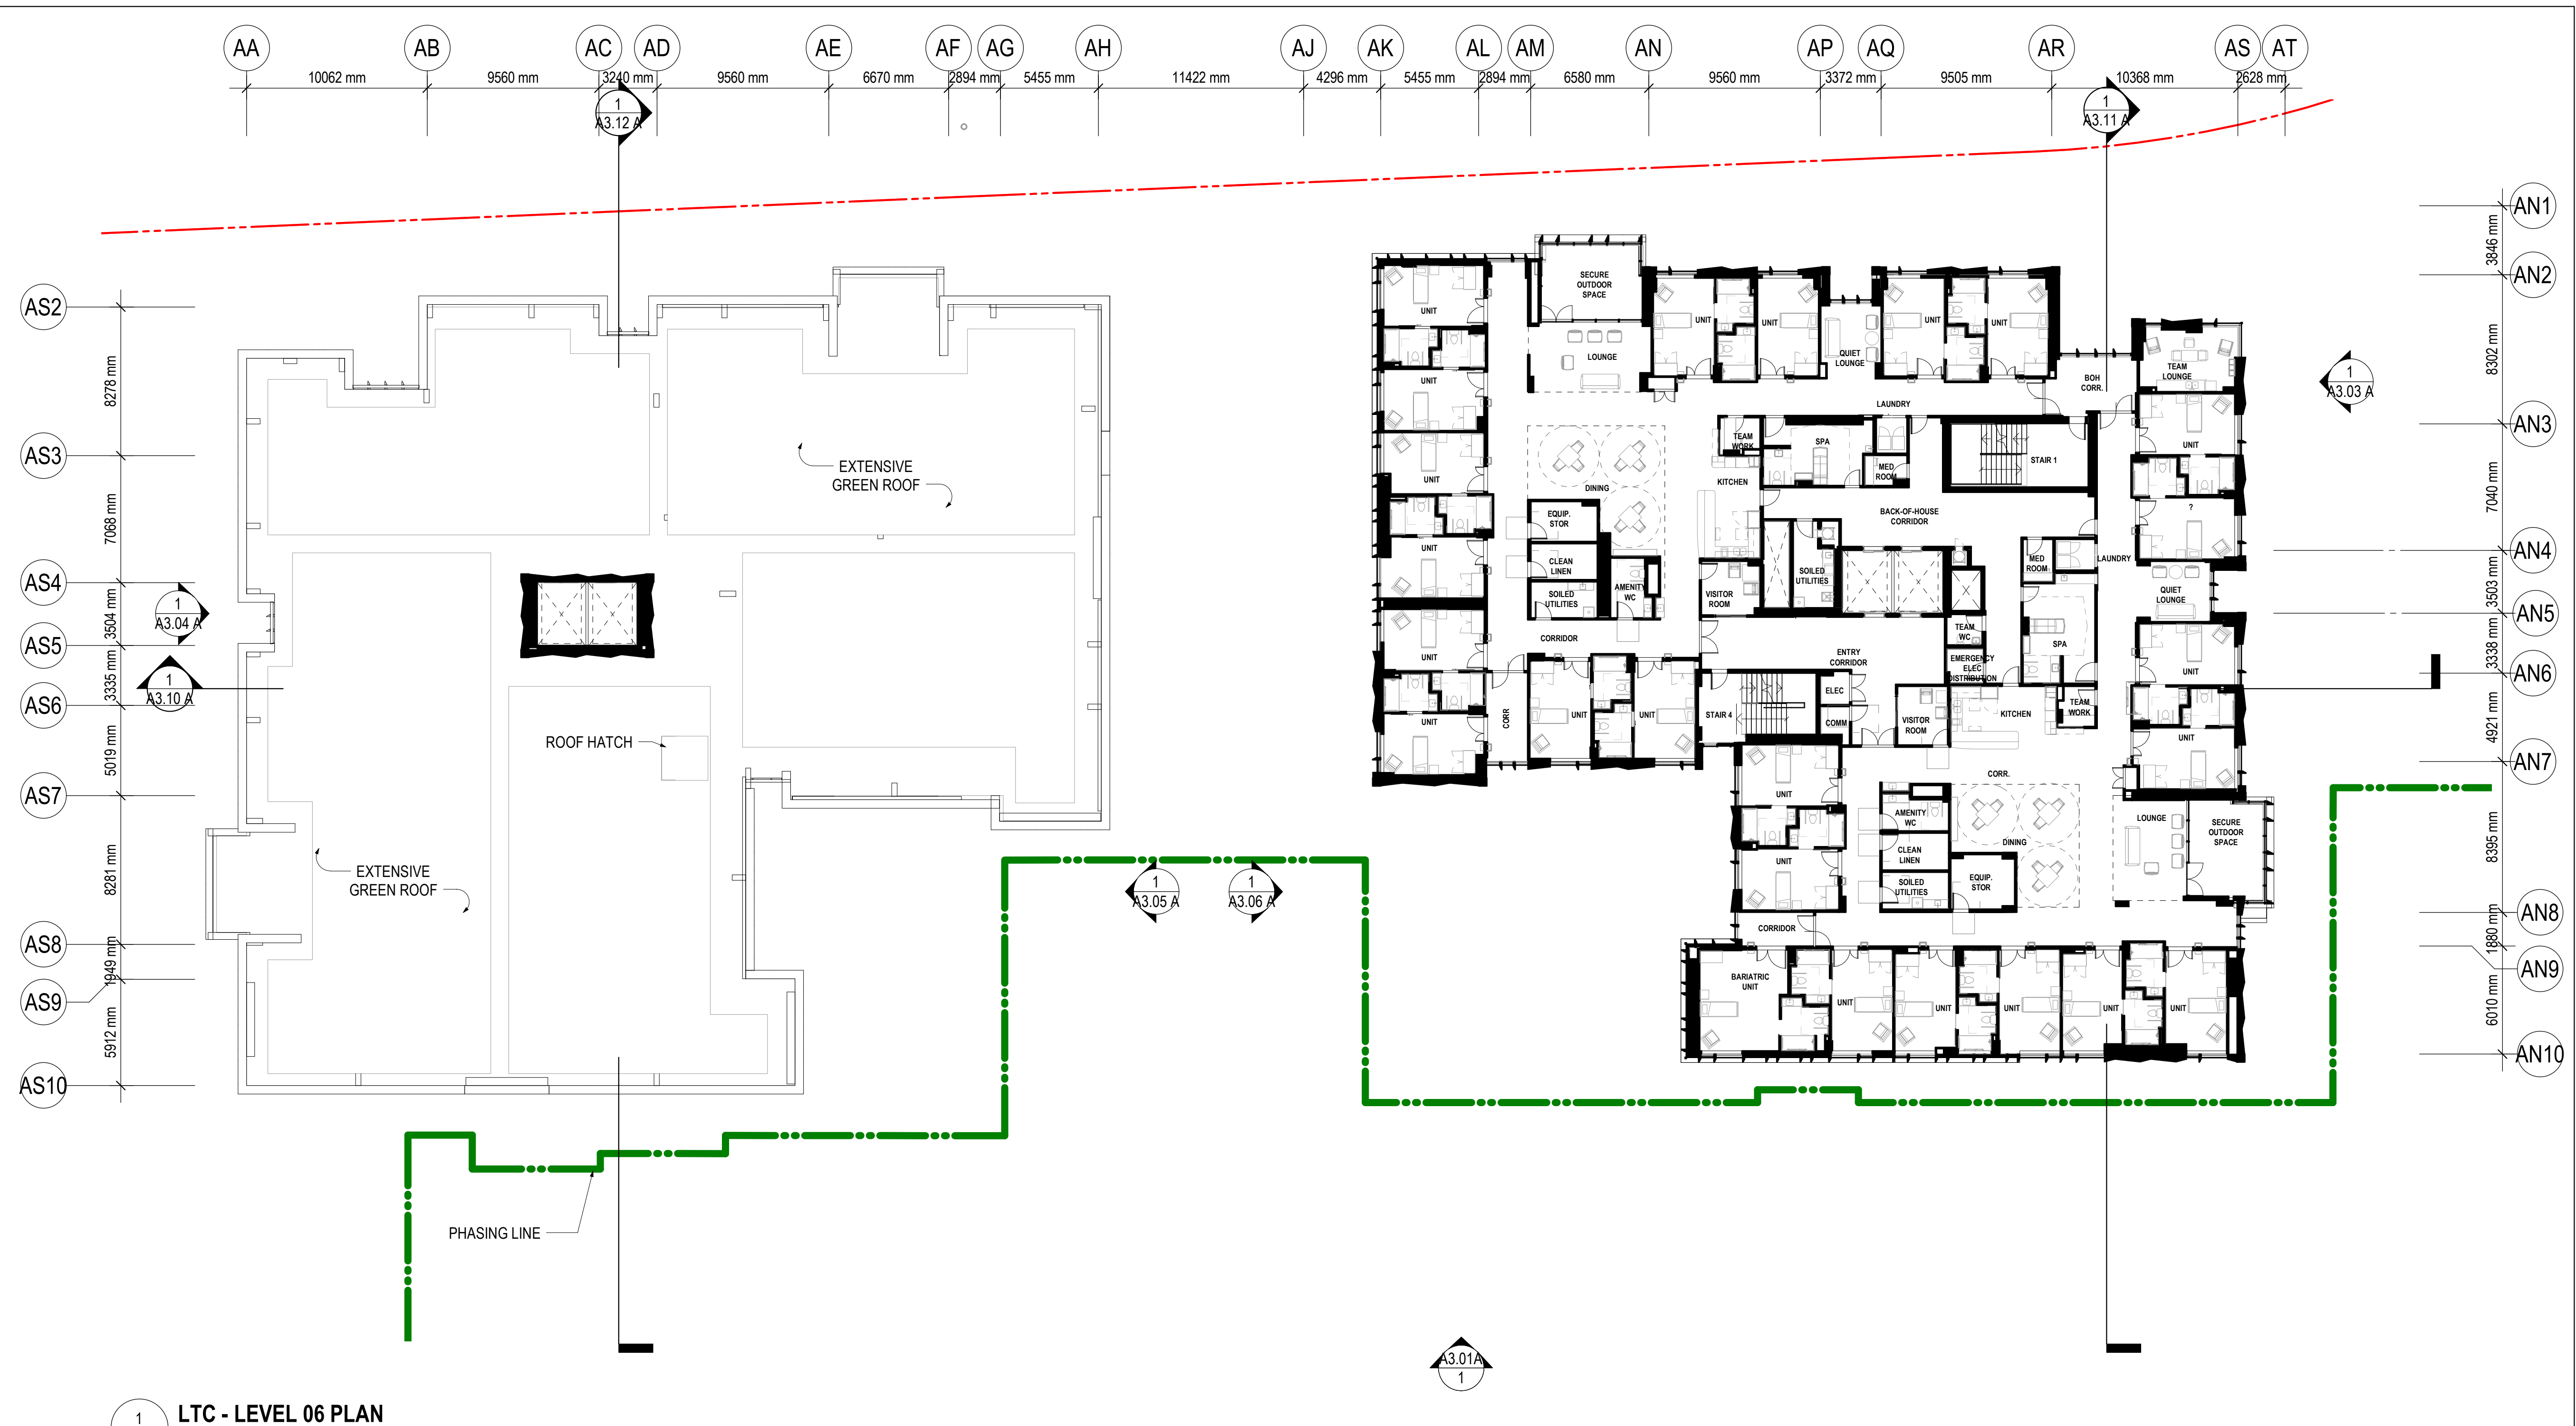 AA AB AC AD AE AF AG AH AJ AK AL AM AN AP AQ AR AS AT
10062 mm 9560 mm 3240 mm 9560 mm 6670 mm 2894 mm 5455 mm 11422 mm 4296 mm 5455 mm 2894 mm 6580 mm 9560 mm 3372 mm 9505 mm 10368 mm 2628 mm
1
A3.12 A
1
A3.11 A
AS2
8278 mm
AS3
7068 mm
AS4
3504 mm
AS5
3335 mm
AS6
5019 mm
AS7
8281 mm
AS8
1949 mm
AS9
5912 mm
AS10
1
A3.04 A
1
A3.10 A
EXTENSIVE
GREEN ROOF
ROOF HATCH
EXTENSIVE
GREEN ROOF
PHASING LINE
1
A3.05 A
1
A3.06 A
A3.01A
1
1
A3.03 A
AN1
3846 mm
AN2
8302 mm
AN3
7040 mm
AN4
3503 mm
AN5
3338 mm
AN6
4921 mm
AN7
8395 mm
AN8
1880 mm
AN9
6010 mm
AN10
UNIT
SECURE
OUTDOOR
SPACE
LOUNGE
UNIT
UNIT
QUIET
LOUNGE
UNIT
UNIT
BOH
CORR.
TEAM
LOUNGE
UNIT
LAUNDRY
UNIT
TEAM
WORK
SPA
MED
ROOM
STAIR 1
UNIT
DINING
KITCHEN
?
EQUIP.
STOR
BACK-OF-HOUSE
CORRIDOR
UNIT
CLEAN
LINEN
SOILED
UTILITIES
MED
ROOM
LAUNDRY
SOILED
UTILITIES
AMENITY
WC
VISITOR
ROOM
QUIET
LOUNGE
CORRIDOR
TEAM
WC
SPA
UNIT
ENTRY
CORRIDOR
EMERGENCY
ELEC
DISTRIBUTION
UNIT
UNIT
CORR
UNIT
UNIT
STAIR 4
ELEC
COMM
VISITOR
ROOM
KITCHEN
TEAM
WORK
UNIT
UNIT
CORR.
AMENITY
WC
DINING
LOUNGE
SECURE
OUTDOOR
SPACE
UNIT
CLEAN
LINEN
SOILED
UTILITIES
EQUIP.
STOR
CORRIDOR
BARIATRIC
UNIT
UNIT
UNIT
UNIT
UNIT
UNIT
1
LTC - LEVEL 06 PLAN